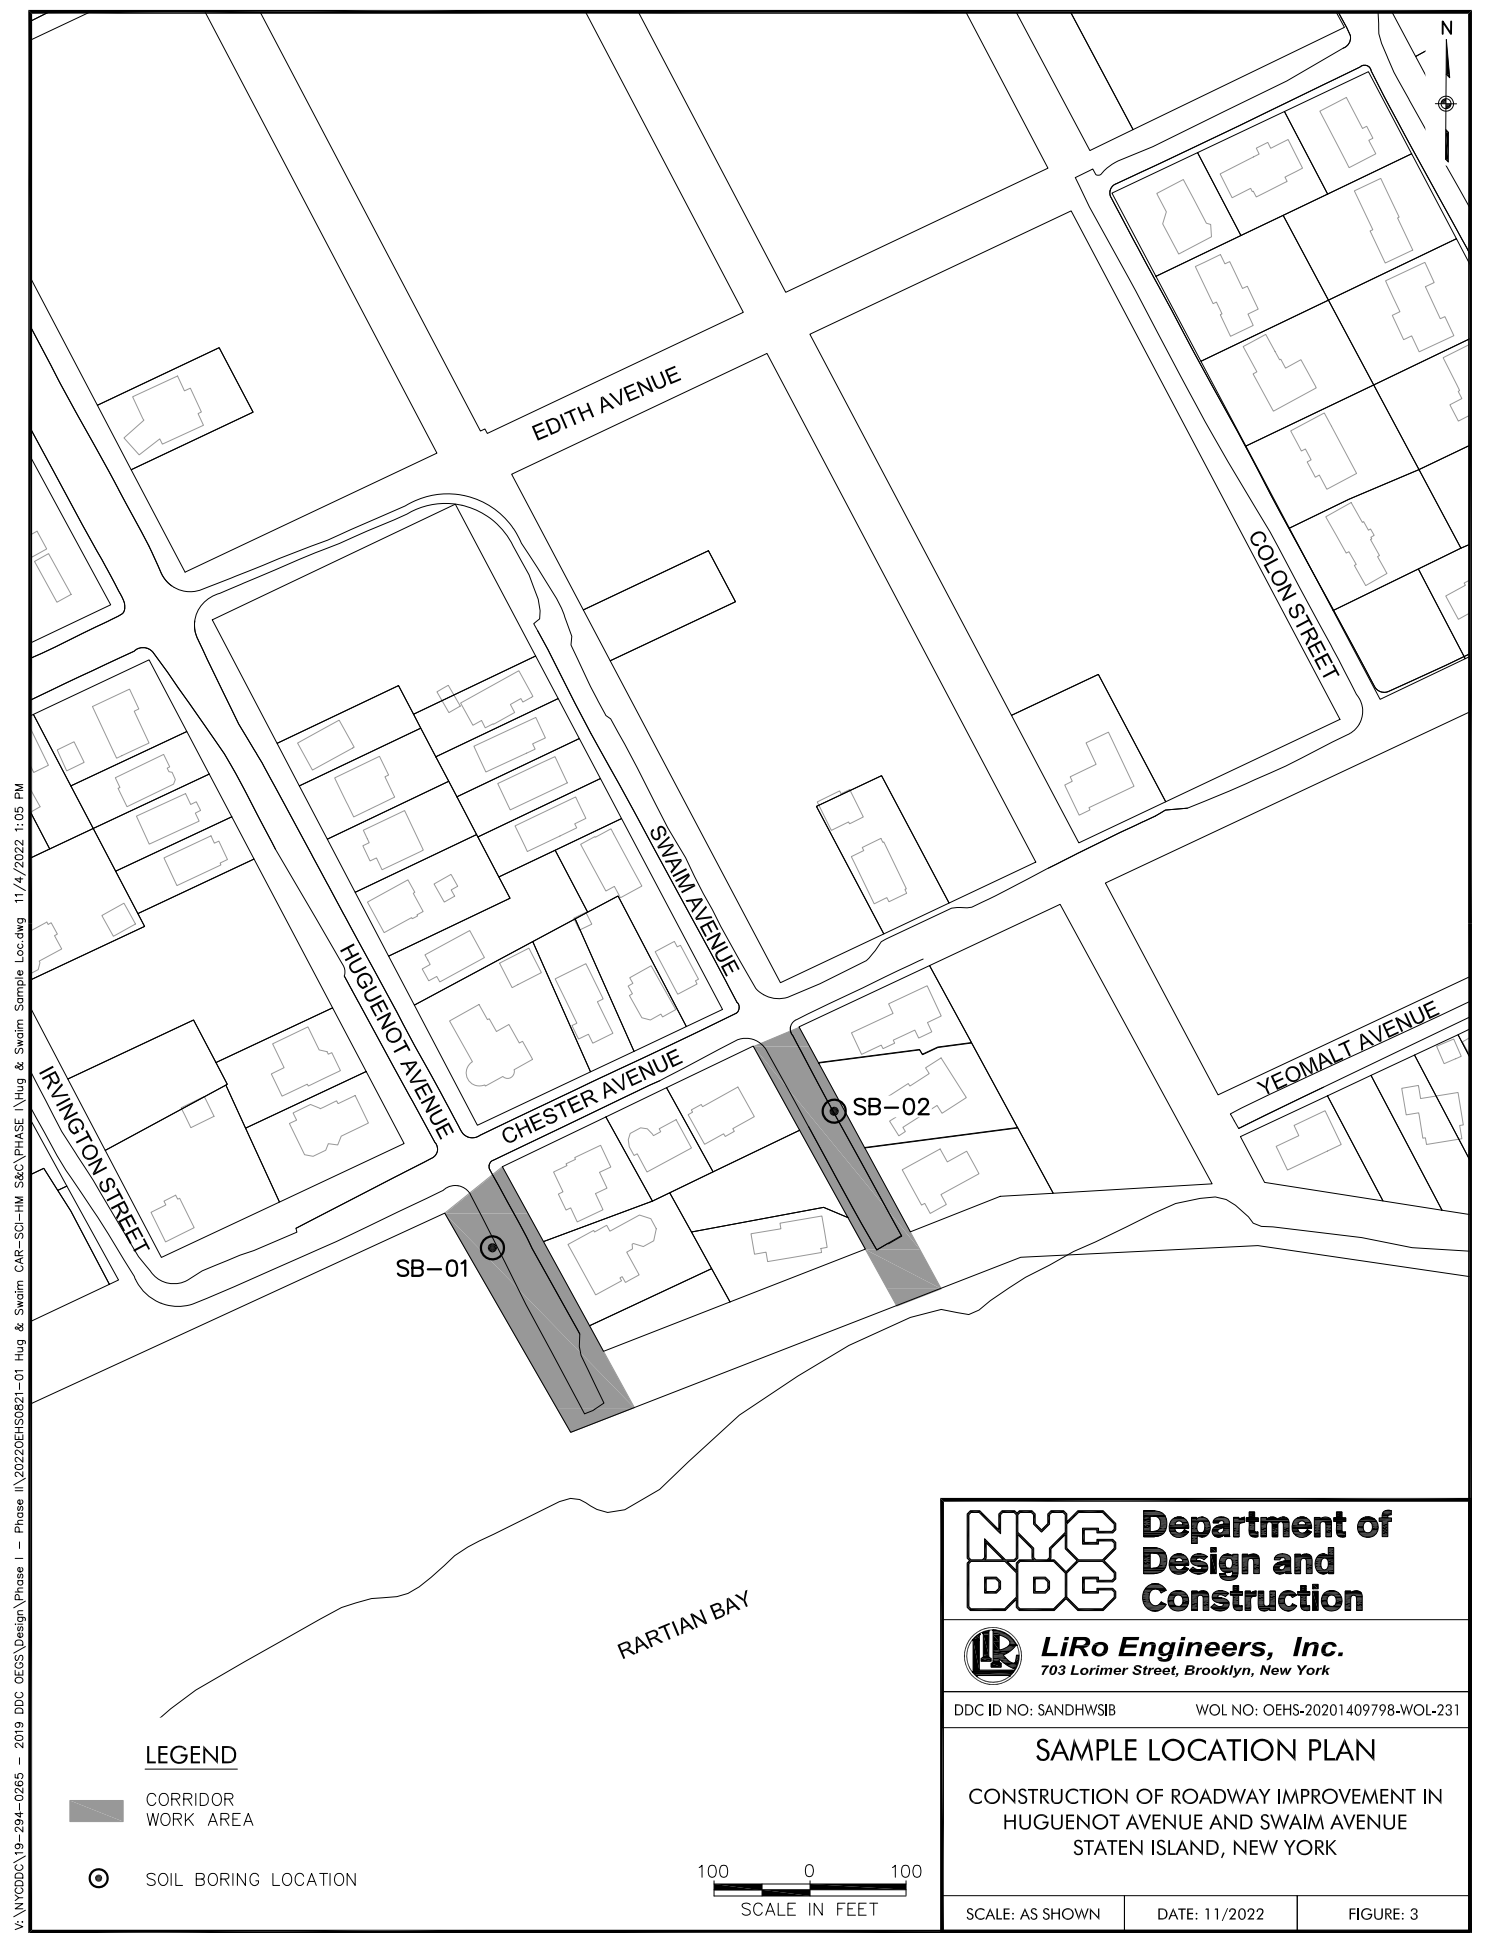 N
EDITH AVENUE
COLON STREET
SWAIM AVENUE
HUGUENOT AVENUE
CHESTER AVENUE
YEOMALT AVENUE
IRVINGTON STREET
SB-02
SB-01
RARTIAN BAY
V:\NYCDDC\19-294-0265 - 2019 DDC OEGS\Design\Phase I - Phase II\20220EHS0821-01 Hug & Swaim CAR-SCI-HM S&C\PHASE I\Hug & Swaim Sample Loc.dwg 11/4/2022 1:05 PM
LEGEND
CORRIDOR
WORK AREA
SOIL BORING LOCATION
100 0 100
SCALE IN FEET
NYC
DDC
Department of
Design and
Construction
LiRo
LiRo Engineers, Inc.
703 Lorimer Street, Brooklyn, New York
DDC ID NO: SANDHWSIB WOL NO: OEHS-20201409798-WOL-231
SAMPLE LOCATION PLAN
CONSTRUCTION OF ROADWAY IMPROVEMENT IN
HUGUENOT AVENUE AND SWAIM AVENUE
STATEN ISLAND, NEW YORK
SCALE: AS SHOWN DATE: 11/2022 FIGURE: 3